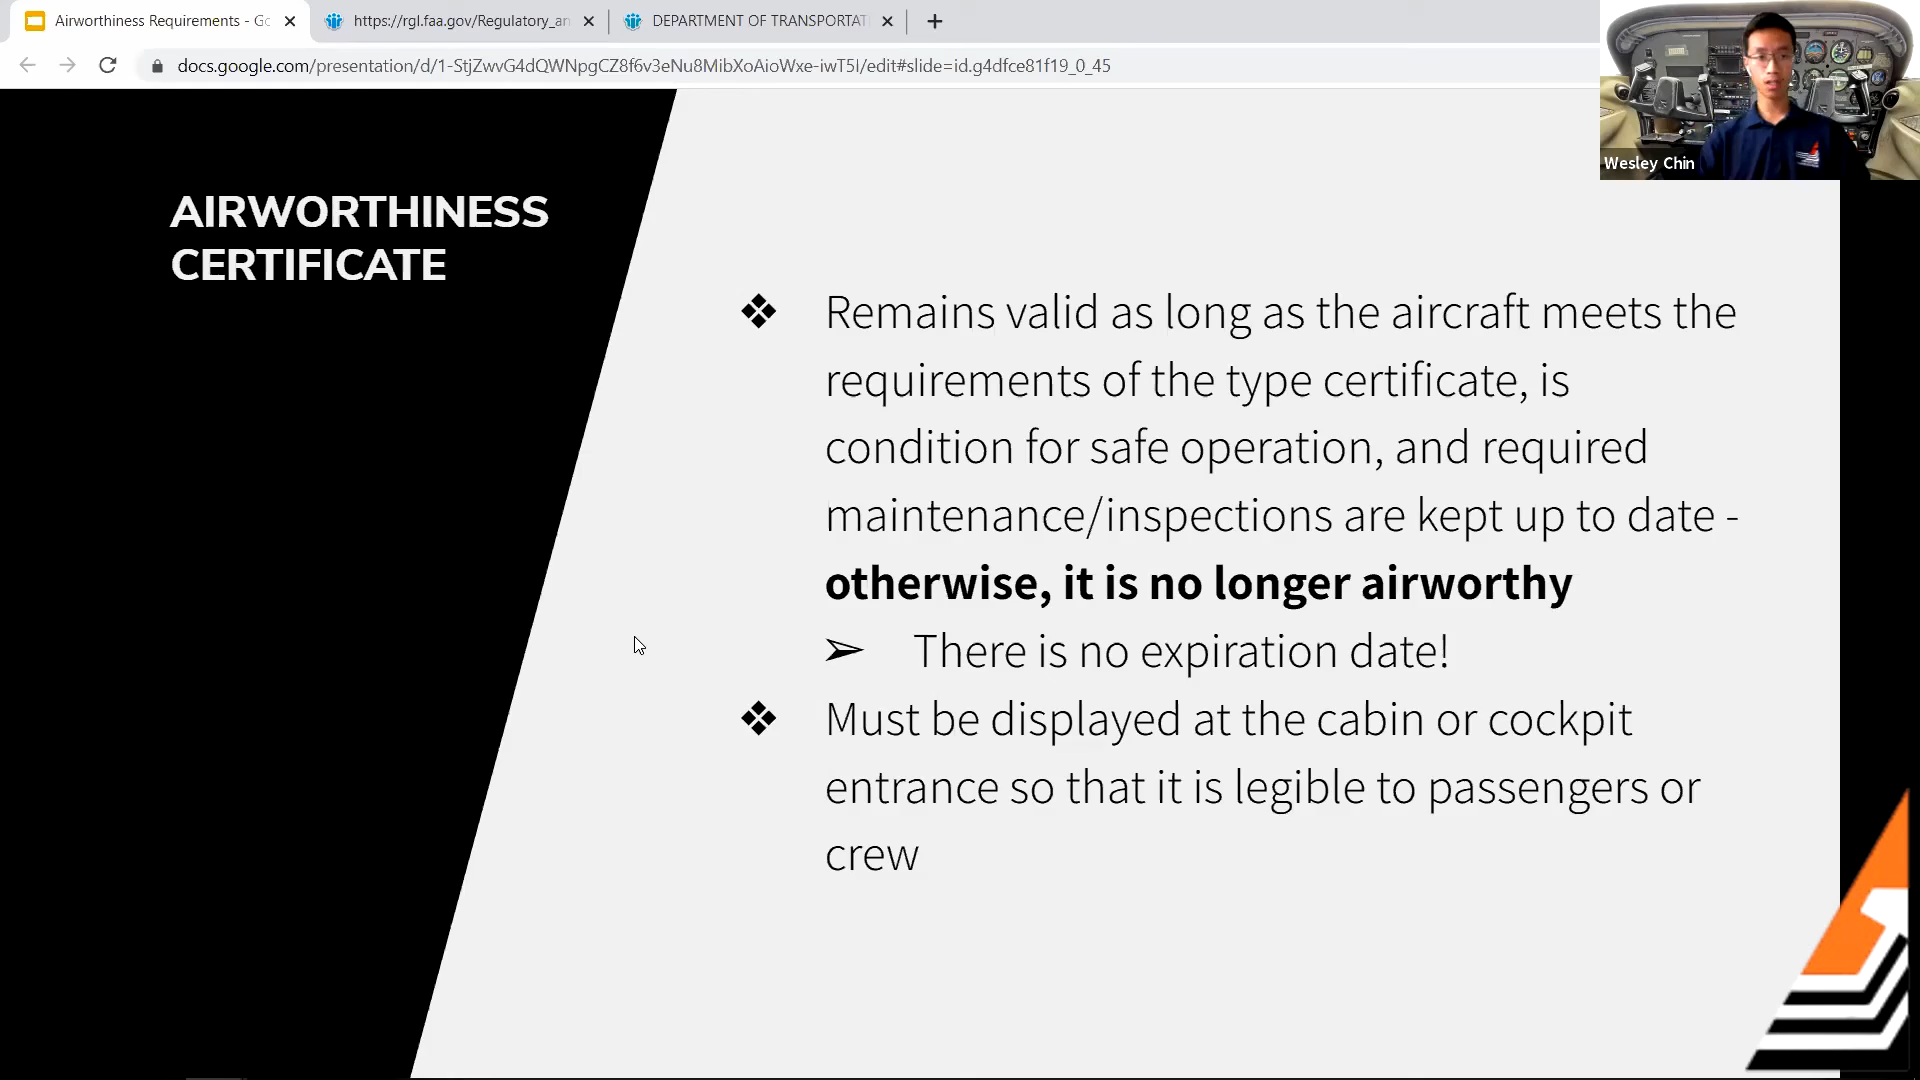 Airworthiness Requirements - Go
https://rgl.faa.gov/Regulatory_an
DEPARTMENT OF TRANSPORTAT
docs.google.com/presentation/d/1-StjZwvG4dQWNpgCZ8f6v3eNu8MibXoAioWxe-iwT5I/edit#slide=id.g4dfce81f19_0_45
Wesley Chin
AIRWORTHINESS
CERTIFICATE
❖ Remains valid as long as the aircraft meets the
requirements of the type certificate, is
condition for safe operation, and required
maintenance/inspections are kept up to date -
otherwise, it is no longer airworthy
➢ There is no expiration date!
❖ Must be displayed at the cabin or cockpit
entrance so that it is legible to passengers or
crew